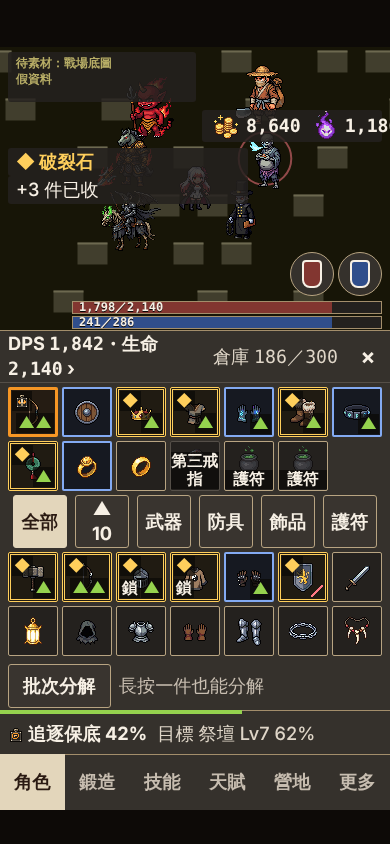 待素材：戰場底圖
假資料
8,640
1,18
破裂石
+3 件已收
1,798／2,140
241／286
DPS 1,842・生命
2,140 ›
倉庫 186／300 ×
第三戒指
護符
護符
全部
▲ 10
武器
防具
飾品
護符
鎖
鎖
批次分解
長按一件也能分解
追逐保底 42% 目標 祭壇 Lv7 62%
角色
鍛造
技能
天賦
營地
更多